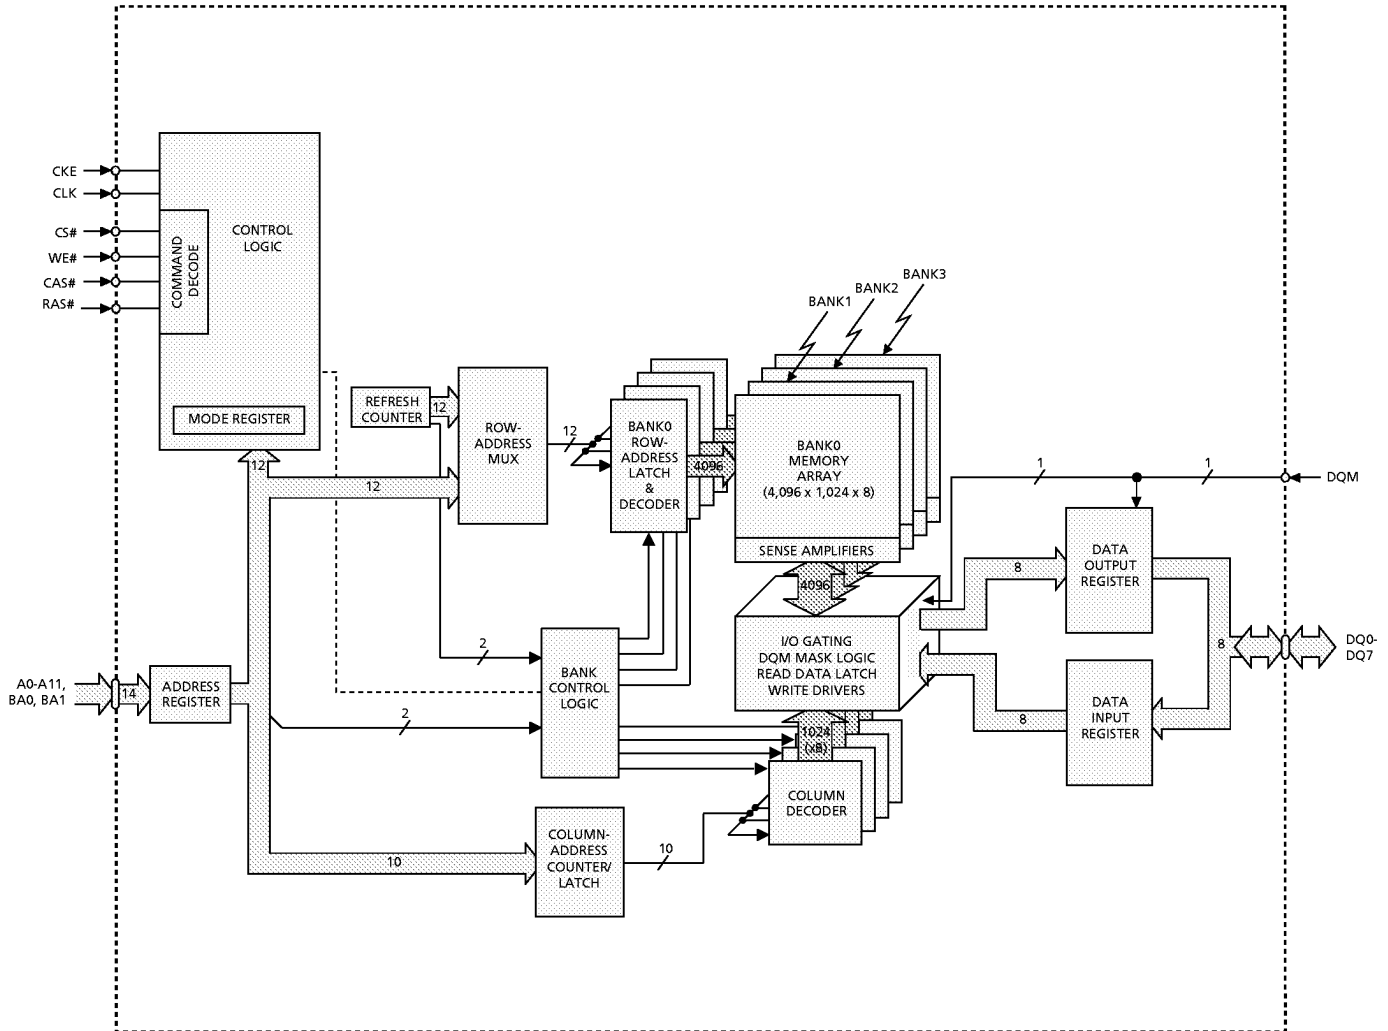 CKE
CLK
CS#
WE#
CAS#
RAS#
COMMAND
DECODE
CONTROL
LOGIC
MODE REGISTER
12
REFRESH
COUNTER
12
12
ROW-
ADDRESS
MUX
12
BANK0
ROW-
ADDRESS
LATCH
&
DECODER
4096
BANK1
BANK2
BANK3
BANK0
MEMORY
ARRAY
(4,096 x 1,024 x 8)
SENSE AMPLIFIERS
4096
I/O GATING
DQM MASK LOGIC
READ DATA LATCH
WRITE DRIVERS
1024
(x8)
COLUMN
DECODER
1
1
DQM
DATA
OUTPUT
REGISTER
8
8
DQ0-
DQ7
DATA
INPUT
REGISTER
8
A0-A11,
BA0, BA1
14
ADDRESS
REGISTER
2
2
BANK
CONTROL
LOGIC
10
COLUMN-
ADDRESS
COUNTER/
LATCH
10